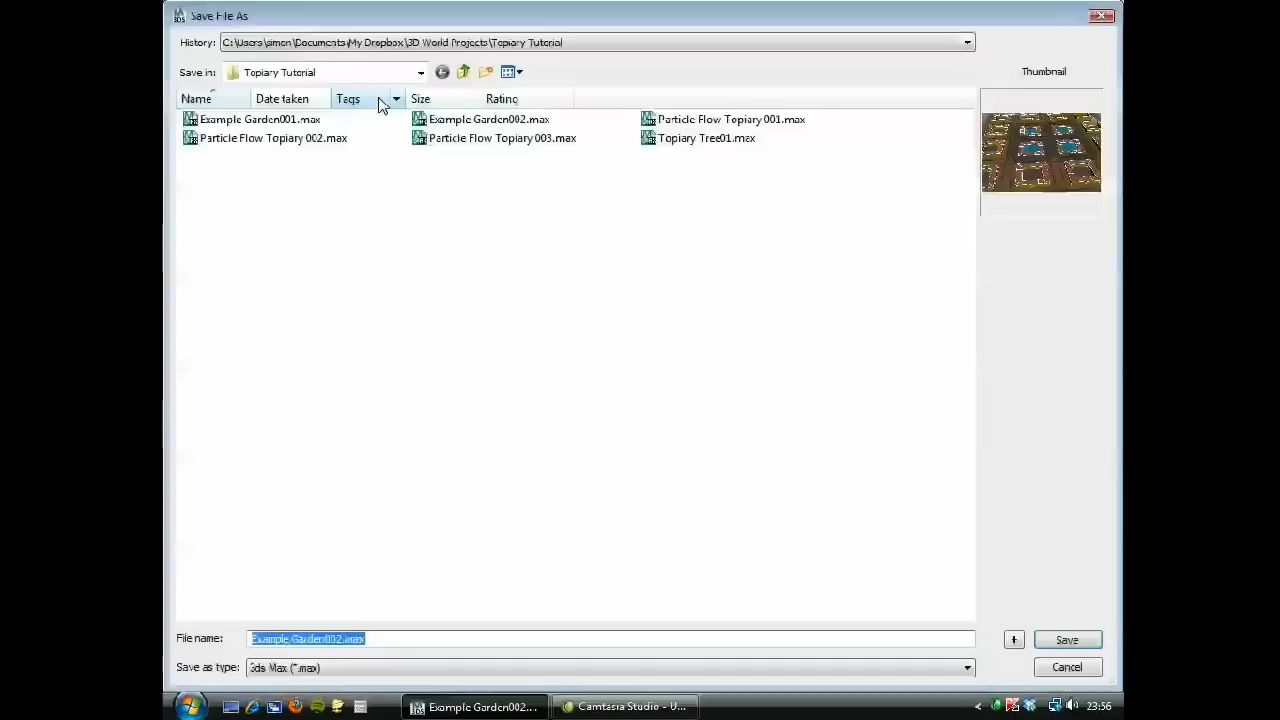 Save File As
History: C:\Users\simon\Documents\My Dropbox\3D World Projects\Topiary Tutorial
Save in: Topiary Tutorial
Thumbnail
Name Date taken Tags Size Rating
Example Garden001.max Example Garden002.max Particle Flow Topiary 001.max
Particle Flow Topiary 002.max Particle Flow Topiary 003.max Topiary Tree01.max
File name: Example Garden002.max + Save
Save as type: 3ds Max (*.max) Cancel
Example Garden002.... Camtasia Studio - U... < 23:56